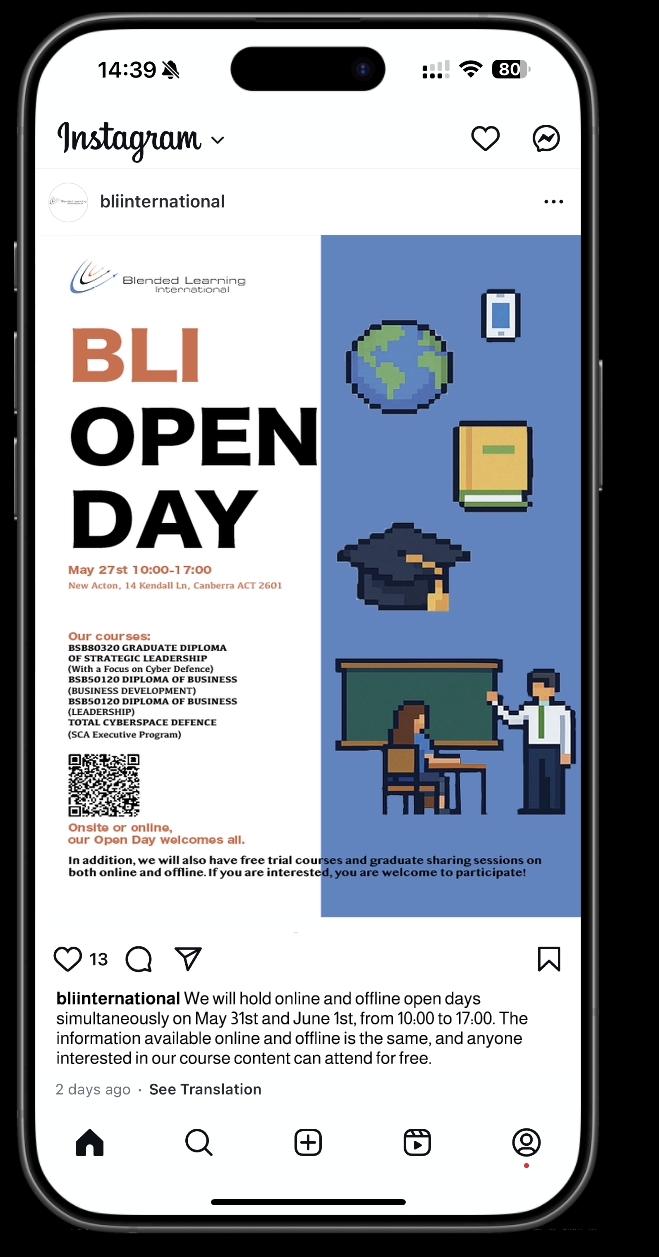 14:39
80
Instagram
bliinternational
Blended Learning
International
BLI
OPEN
DAY
May 27st 10:00-17:00
New Acton, 14 Kendall Ln, Canberra ACT 2601
Our courses:
BSB80320 GRADUATE DIPLOMA
OF STRATEGIC LEADERSHIP
(With a Focus on Cyber Defence)
BSB50120 DIPLOMA OF BUSINESS
(BUSINESS DEVELOPMENT)
BSB50120 DIPLOMA OF BUSINESS
(LEADERSHIP)
TOTAL CYBERSPACE DEFENCE
(SCA Executive Program)
Onsite or online,
our Open Day welcomes all.
In addition, we will also have free trial courses and graduate sharing sessions on
both online and offline. If you are interested, you are welcome to participate!
13
bliinternational We will hold online and offline open days
simultaneously on May 31st and June 1st, from 10:00 to 17:00. The
information available online and offline is the same, and anyone
interested in our course content can attend for free.
2 days ago · See Translation